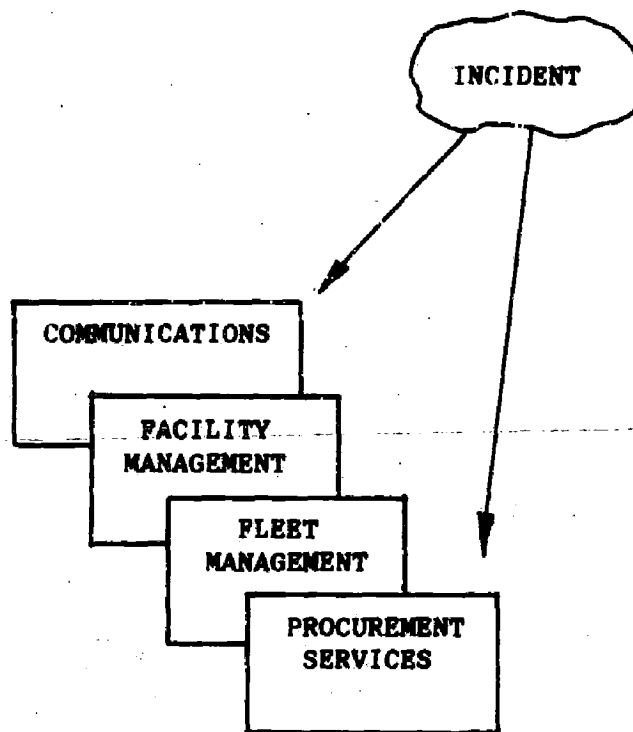 INCIDENT
COMMUNICATIONS
FACILITY
MANAGEMENT
FLEET
MANAGEMENT
PROCUREMENT
SERVICES